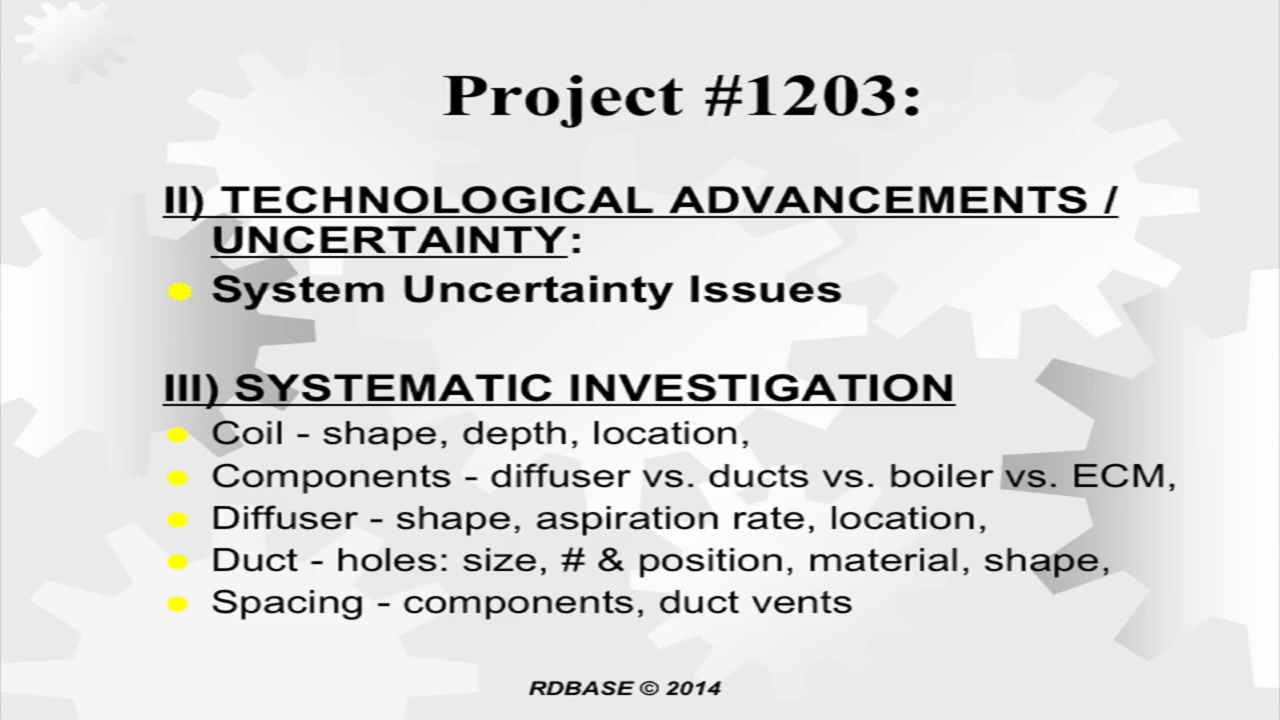 Project #1203:
II) TECHNOLOGICAL ADVANCEMENTS /
UNCERTAINTY:
System Uncertainty Issues
III) SYSTEMATIC INVESTIGATION
Coil - shape, depth, location,
Components - diffuser vs. ducts vs. boiler vs. ECM,
Diffuser - shape, aspiration rate, location,
Duct - holes: size, # & position, material, shape,
Spacing - components, duct vents
RDBASE © 2014